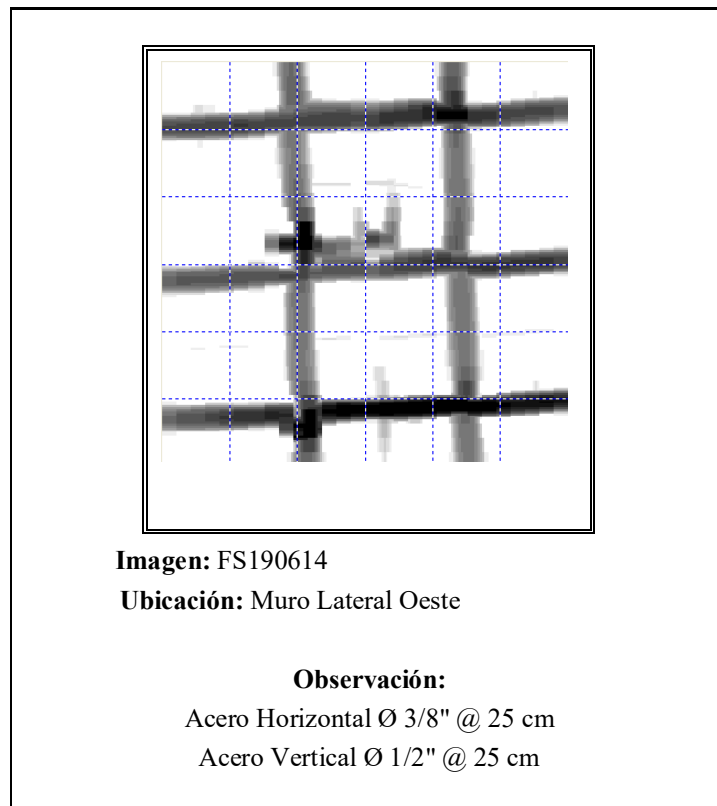 Imagen: FS190614
Ubicación: Muro Lateral Oeste
Observación:
Acero Horizontal Ø 3/8" @ 25 cm
Acero Vertical Ø 1/2" @ 25 cm